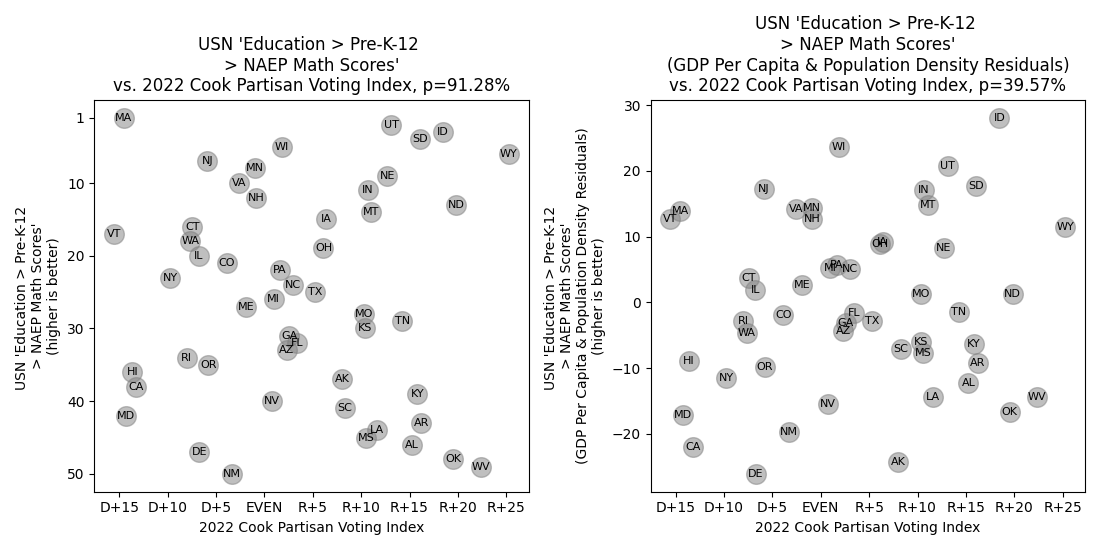 USN 'Education > Pre-K-12
> NAEP Math Scores'
vs. 2022 Cook Partisan Voting Index, p=91.28%
USN 'Education > Pre-K-12
> NAEP Math Scores'
(higher is better)
1
10
20
30
40
50
MA
UT
ID
SD
WI
WY
NJ
MN
NE
VA
IN
NH
ND
MT
IA
CT
VT
WA
OH
IL
CO
PA
NY
NC
TX
MI
ME
MO
TN
KS
GA
FL
AZ
RI
OR
HI
AK
CA
KY
NV
SC
MD
AR
LA
MS
AL
DE
OK
WV
NM
D+15
D+10
D+5
EVEN
R+5
R+10
R+15
R+20
R+25
2022 Cook Partisan Voting Index
USN 'Education > Pre-K-12
> NAEP Math Scores'
(GDP Per Capita & Population Density Residuals)
vs. 2022 Cook Partisan Voting Index, p=39.57%
USN 'Education > Pre-K-12
> NAEP Math Scores'
(GDP Per Capita & Population Density Residuals)
(higher is better)
30
20
10
0
−10
−20
ID
WI
UT
SD
NJ
IN
MT
VA
MN
MA
VT
NH
WY
IA
OH
NE
PA
MI
NC
CT
ME
IL
MO
ND
FL
TN
CO
RI
TX
GA
AZ
WA
KS
KY
SC
MS
HI
AR
OR
NY
AL
LA
WV
NV
OK
MD
NM
CA
AK
DE
D+15
D+10
D+5
EVEN
R+5
R+10
R+15
R+20
R+25
2022 Cook Partisan Voting Index